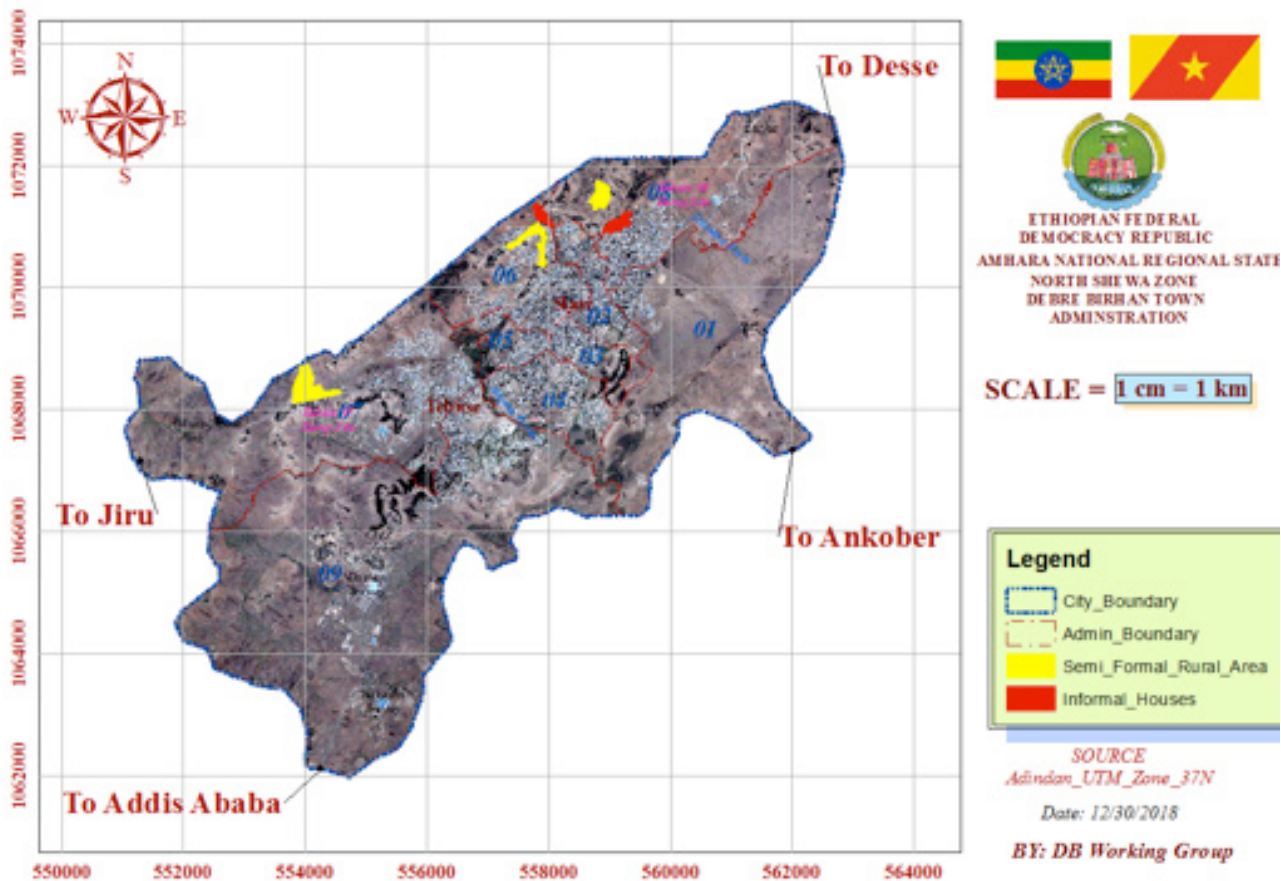 1074000
1072000
1070000
1068000
1066000
1064000
1062000
550000
552000
554000
556000
558000
560000
562000
564000
N
W
E
S
To Desse
To Jiru
To Ankober
To Addis Ababa
06
02
01
05
03
04
09
Tebase
ETHIOPIAN FEDERAL
DEMOCRACY REPUBLIC
AMHARA NATIONAL REGIONAL STATE
NORTH SHEWA ZONE
DEBRE BIRHAN TOWN
ADMINSTRATION
SCALE = 1 cm = 1 km
Legend
City_Boundary
Admin_Boundary
Semi_Formal_Rural_Area
Informal_Houses
SOURCE
Adindan_UTM_Zone_37N
Date: 12/30/2018
BY: DB Working Group